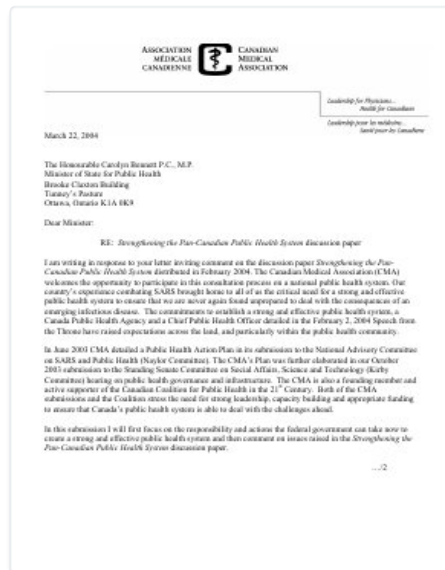 ASSOCIATION MÉDICALE CANADIENNE
CANADIAN MEDICAL ASSOCIATION
Leadership for Physicians...
Health for Canadians
Leadership pour les médecins...
Santé pour les Canadiens
March 22, 2004
The Honourable Carolyn Bennett P.C., M.P.
Minister of State for Public Health
Brooke Claxton Building
Tunney's Pasture
Ottawa, Ontario K1A 0K9
Dear Minister:
RE: Strengthening the Pan-Canadian Public Health System discussion paper
I am writing in response to your letter inviting comment on the discussion paper Strengthening the Pan-
Canadian Public Health System distributed in February 2004. The Canadian Medical Association (CMA)
welcomes the opportunity to participate in this consultation process on a national public health system. Our
country's experience combating SARS brought home to all of us the critical need for a strong and effective
public health system to ensure that we are never again found unprepared to deal with the consequences of an
emerging infectious disease. The commitments to establish a strong and effective public health system, a
Canada Public Health Agency and a Chief Public Health Officer detailed in the February 2, 2004 Speech from
the Throne have raised expectations across the land, and particularly within the public health community.
In June 2003 CMA detailed a Public Health Action Plan in its submission to the National Advisory Committee
on SARS and Public Health (Naylor Committee). The CMA's Plan was further elaborated in our October
2003 submission to the Standing Senate Committee on Social Affairs, Science and Technology (Kirby
Committee) hearing on public health governance and infrastructure. The CMA is also a founding member and
active supporter of the Canadian Coalition for Public Health in the 21st Century. Both of the CMA
submissions and the Coalition stress the need for strong leadership, capacity building and appropriate funding
to ensure that Canada's public health system is able to deal with the challenges ahead.
In this submission I will first focus on the responsibility and actions the federal government can take now to
create a strong and effective public health system and then comment on issues raised in the Strengthening the
Pan-Canadian Public Health System discussion paper.
.../2